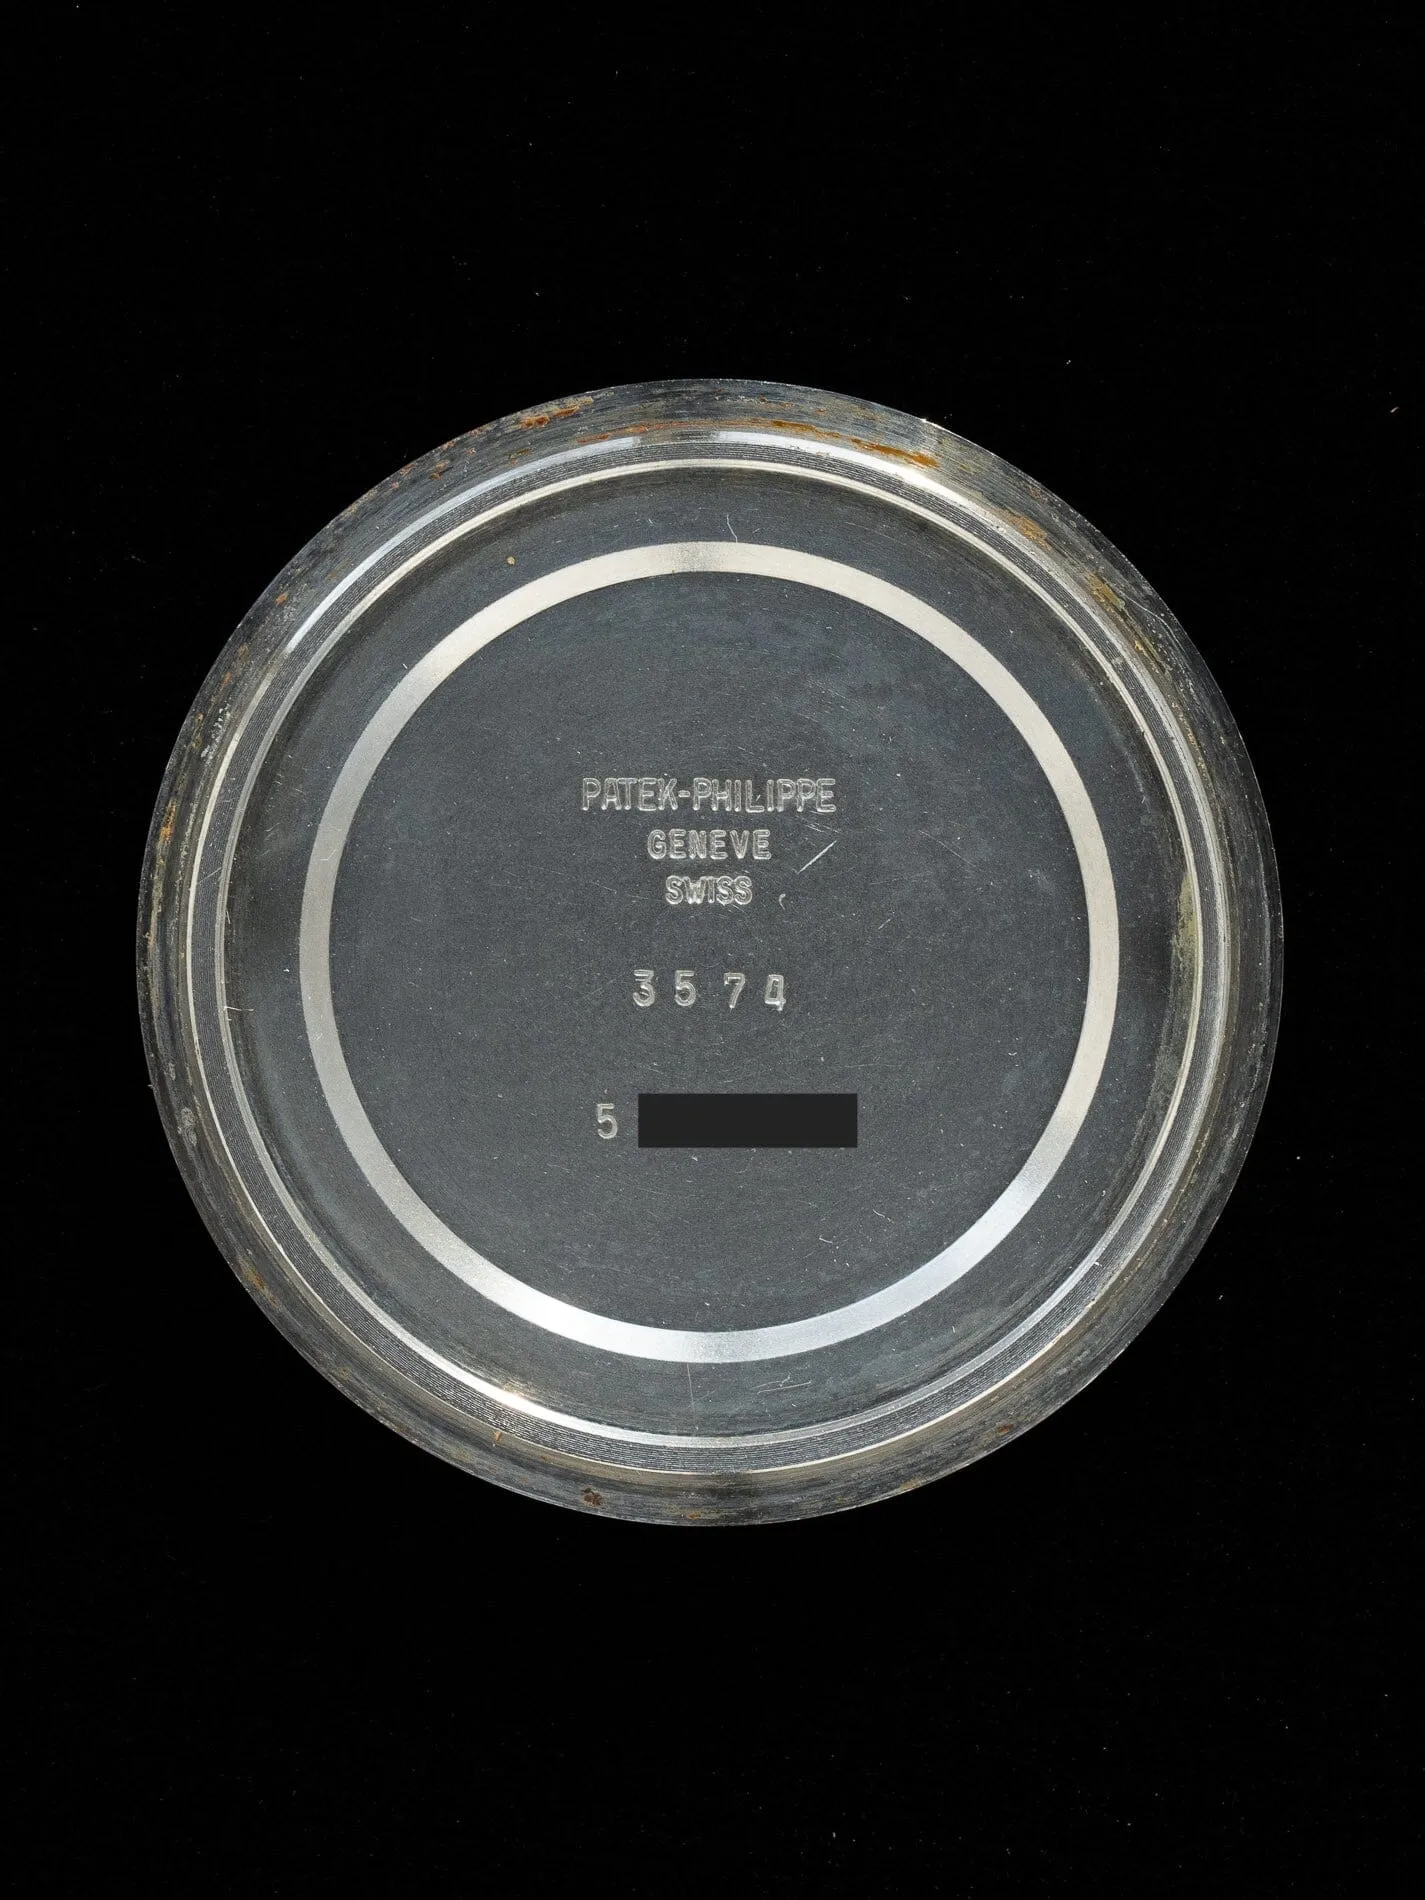 PATEK-PHILIPPE
GENEVE
SWISS
3574
5